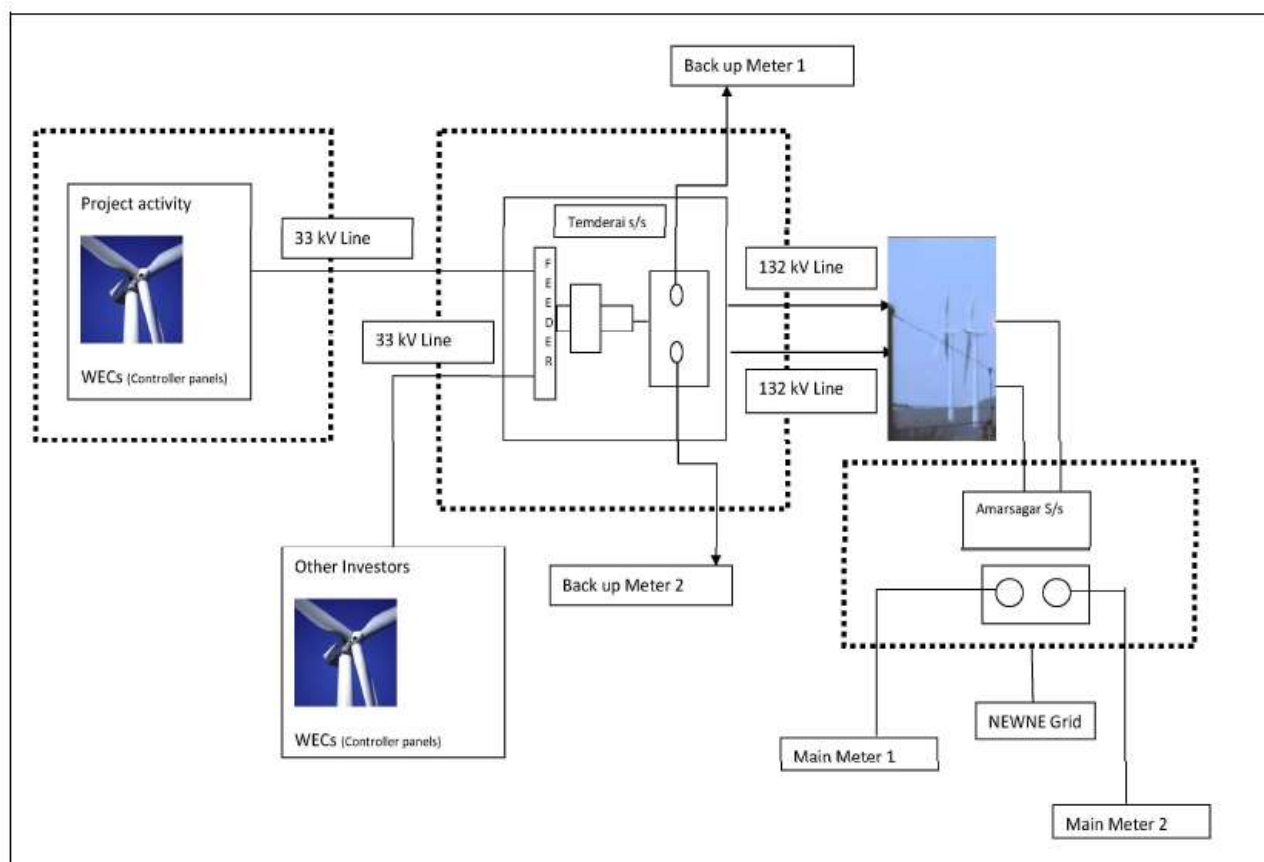 Back up Meter 1
Project activity
33 kV Line
Temderai s/s
132 kV Line
FEEDER
33 kV Line
WECs (Controller panels)
132 kV Line
Amarsagar S/s
Other Investors
Back up Meter 2
NEWNE Grid
WECs (Controller panels)
Main Meter 1
Main Meter 2